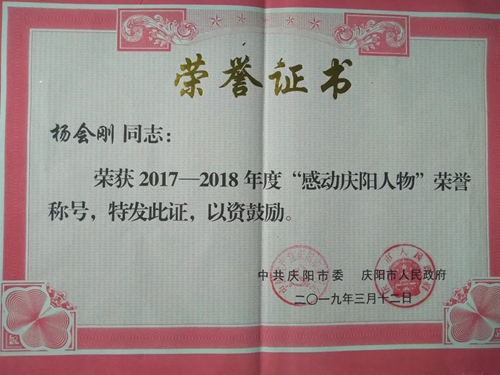 荣誉证书
杨会刚 同志：
荣获 2017—2018 年度“感动庆阳人物”荣誉
称号，特发此证，以资鼓励。
中共庆阳市委 庆阳市人民政府
二〇一九年三月十二日